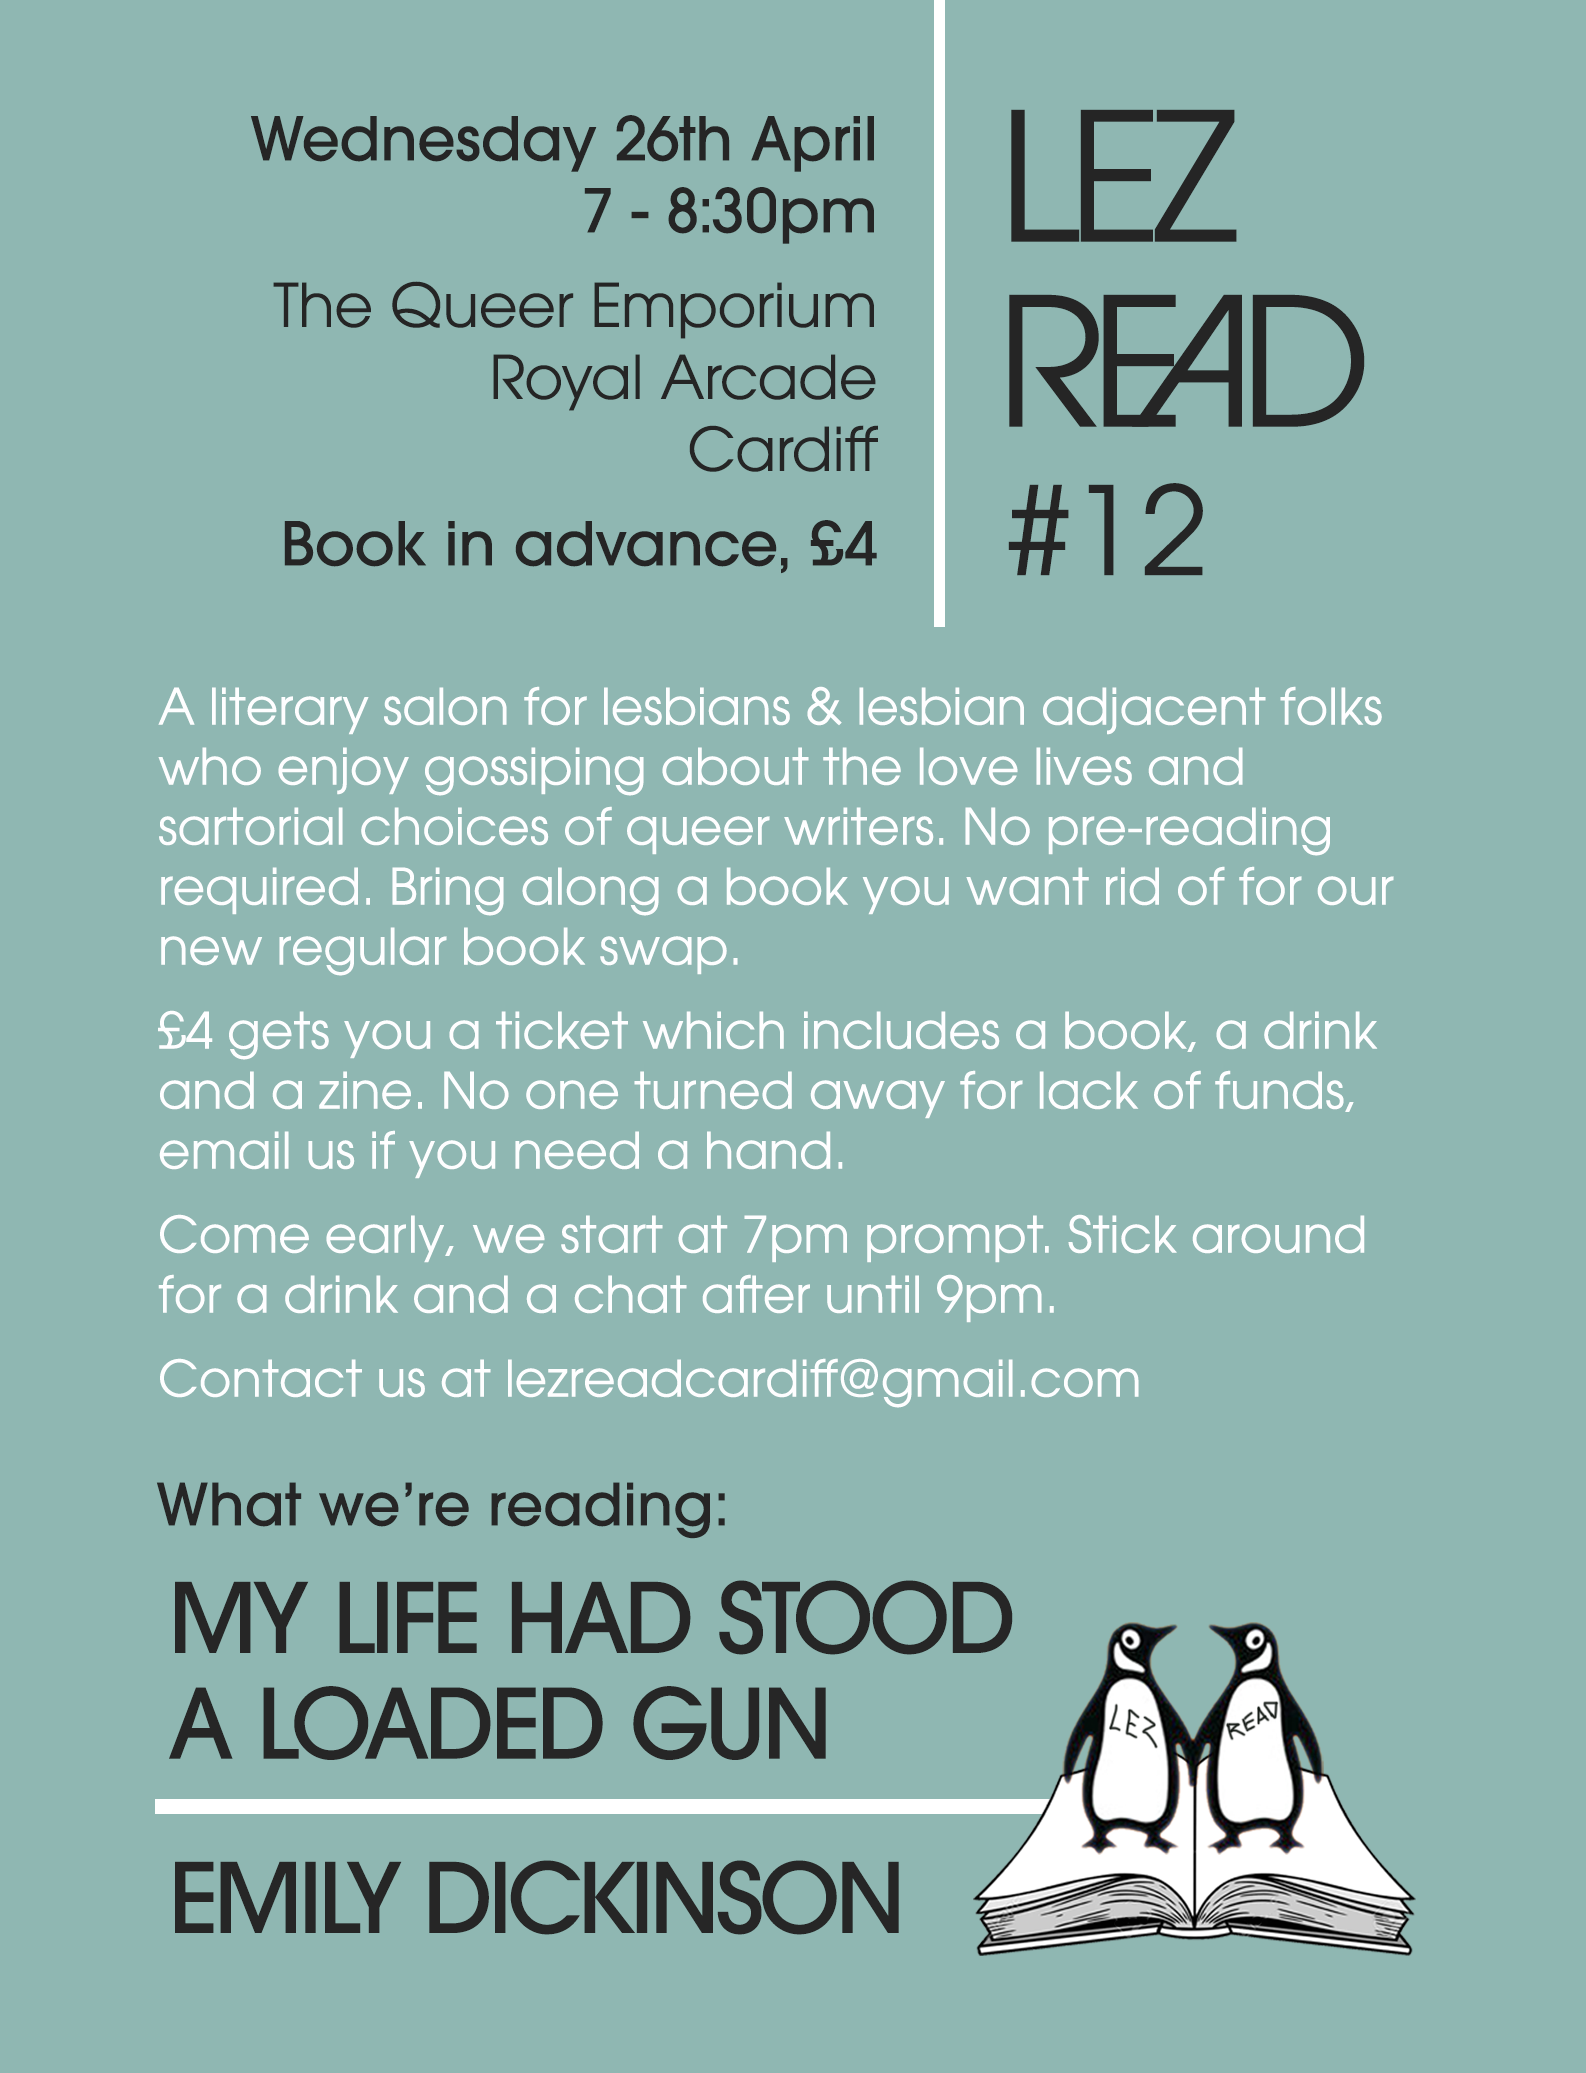 Wednesday 26th April
7 - 8:30pm
The Queer Emporium
Royal Arcade
Cardiff
Book in advance, £4
LEZ
READ
#12
A literary salon for lesbians & lesbian adjacent folks
who enjoy gossiping about the love lives and
sartorial choices of queer writers. No pre-reading
required. Bring along a book you want rid of for our
new regular book swap.
£4 gets you a ticket which includes a book, a drink
and a zine. No one turned away for lack of funds,
email us if you need a hand.
Come early, we start at 7pm prompt. Stick around
for a drink and a chat after until 9pm.
Contact us at lezreadcardiff@gmail.com
What we’re reading:
MY LIFE HAD STOOD
A LOADED GUN
EMILY DICKINSON
LEZ
READ